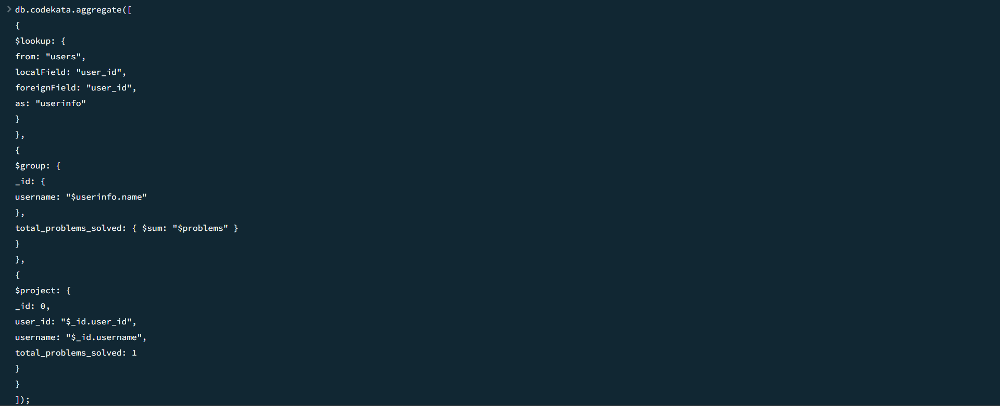 db.codekata.aggregate([
{
$lookup: {
from: "users",
localField: "user_id",
foreignField: "user_id",
as: "userinfo"
}
},
{
$group: {
_id: {
username: "$userinfo.name"
},
total_problems_solved: { $sum: "$problems" }
}
},
{
$project: {
_id: 0,
user_id: "$_id.user_id",
username: "$_id.username",
total_problems_solved: 1
}
}
]);